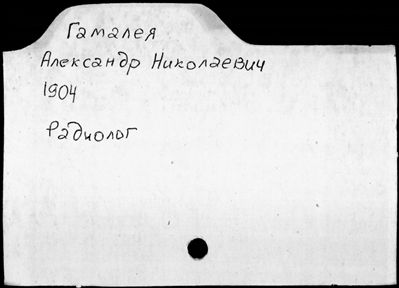 Гамалея
Александр Николаевич
1904
Радиолог